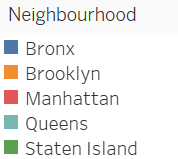 Neighbourhood
Bronx
Brooklyn
Manhattan
Queens
Staten Island